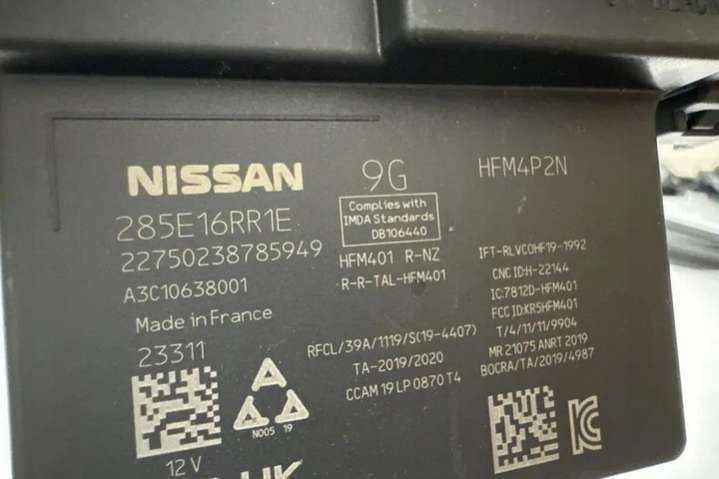 NISSAN
285E16RR1E
22750238785949
A3C10638001
Made in France
23311
12 V
9G
Complies with
IMDA Standards
DB106440
HFM401 R-NZ
R-R-TAL-HFM401
RFCL/39A/1119/S(19-4407)
TA-2019/2020
CCAM 19 LP 0870 T4
N005 19
HFM4P2N
IFT-RLVCOHF19-1992
CNC ID:H-22144
IC:7812D-HFM401
FCC ID:KR5HFM401
T/4/11/11/9904
MR 21075 ANRT 2019
BOCRA/TA/2019/4987